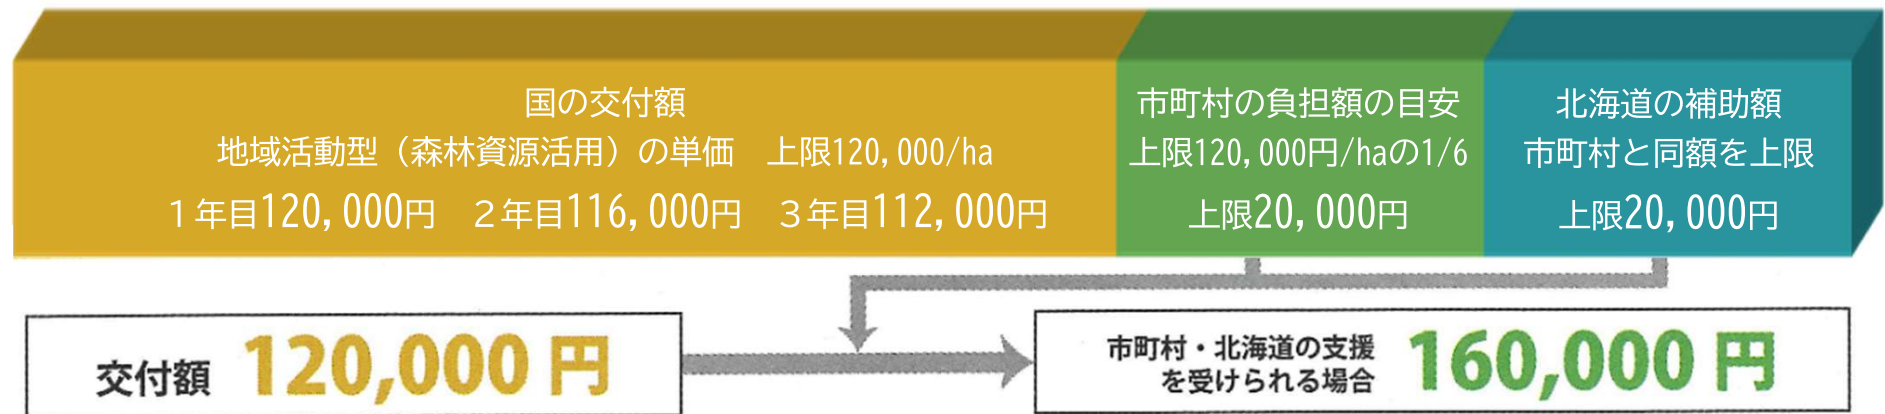 国の交付額
地域活動型（森林資源活用）の単価　上限120,000/ha
１年目120,000円　２年目116,000円　３年目112,000円
市町村の負担額の目安
上限120,000円/haの1/6
上限20,000円
北海道の補助額
市町村と同額を上限
上限20,000円
交付額 120,000 円
市町村・北海道の支援
を受けられる場合
160,000 円